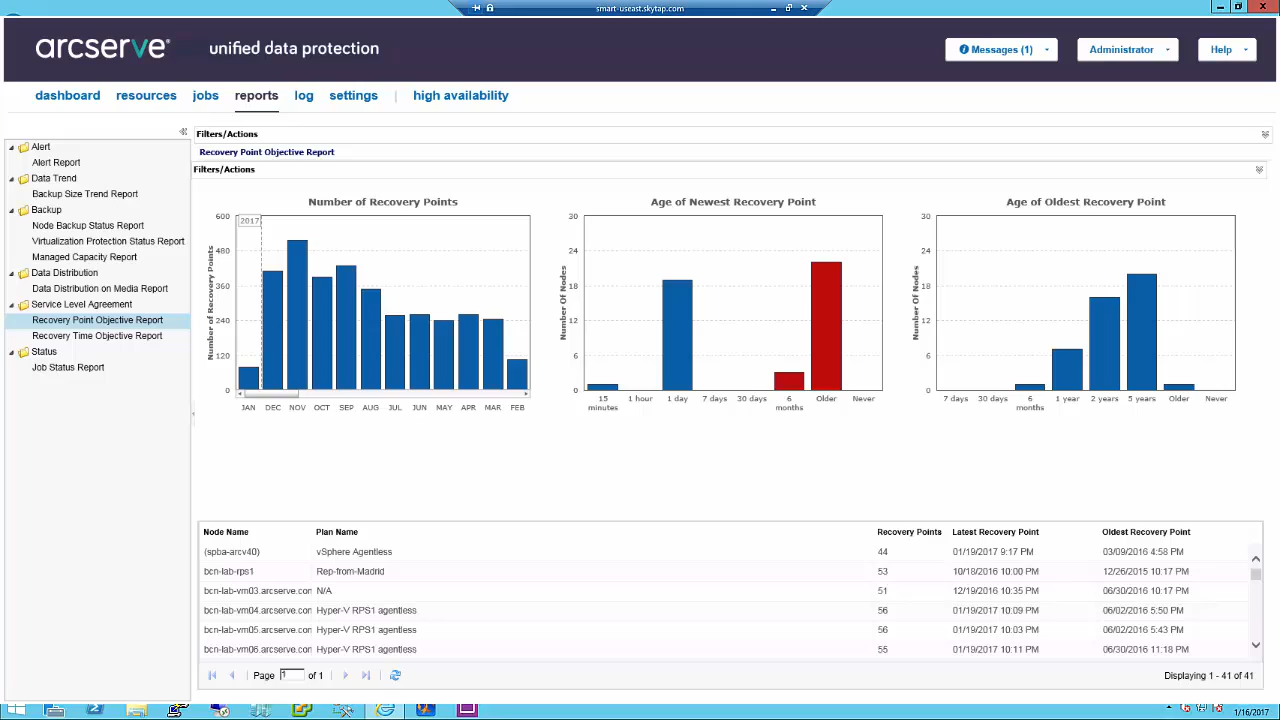 smart-useast.skytap.com
arcserve® unified data protection
Messages (1) Administrator Help
dashboard resources jobs reports log settings | high availability
Alert
Alert Report
Data Trend
Backup Size Trend Report
Backup
Node Backup Status Report
Virtualization Protection Status Report
Managed Capacity Report
Data Distribution
Data Distribution on Media Report
Service Level Agreement
Recovery Point Objective Report
Recovery Time Objective Report
Status
Job Status Report
Filters/Actions
Recovery Point Objective Report
Filters/Actions
Number of Recovery Points
Number of Recovery Points
600
480
360
240
120
0
2017
JAN DEC NOV OCT SEP AUG JUL JUN MAY APR MAR FEB
Age of Newest Recovery Point
Number Of Nodes
30
24
18
12
6
0
15 minutes 1 hour 1 day 7 days 30 days 6 months Older Never
Age of Oldest Recovery Point
Number Of Nodes
30
24
18
12
6
0
7 days 30 days 6 months 1 year 2 years 5 years Older Never
Node Name Plan Name Recovery Points Latest Recovery Point Oldest Recovery Point
(spba-arcv40) vSphere Agentless 44 01/19/2017 9:17 PM 03/09/2016 4:58 PM
bcn-lab-rps1 Rep-from-Madrid 53 10/18/2016 10:00 PM 12/26/2015 10:17 PM
bcn-lab-vm03.arcserve.con N/A 51 12/19/2016 10:35 PM 06/30/2016 10:17 PM
bcn-lab-vm04.arcserve.con Hyper-V RPS1 agentless 56 01/19/2017 10:09 PM 06/02/2016 5:50 PM
bcn-lab-vm05.arcserve.con Hyper-V RPS1 agentless 56 01/19/2017 10:03 PM 06/02/2016 5:43 PM
bcn-lab-vm06.arcserve.con Hyper-V RPS1 agentless 55 01/19/2017 10:11 PM 06/30/2016 11:18 PM
Page 1 of 1 Displaying 1 - 41 of 41
1/16/2017